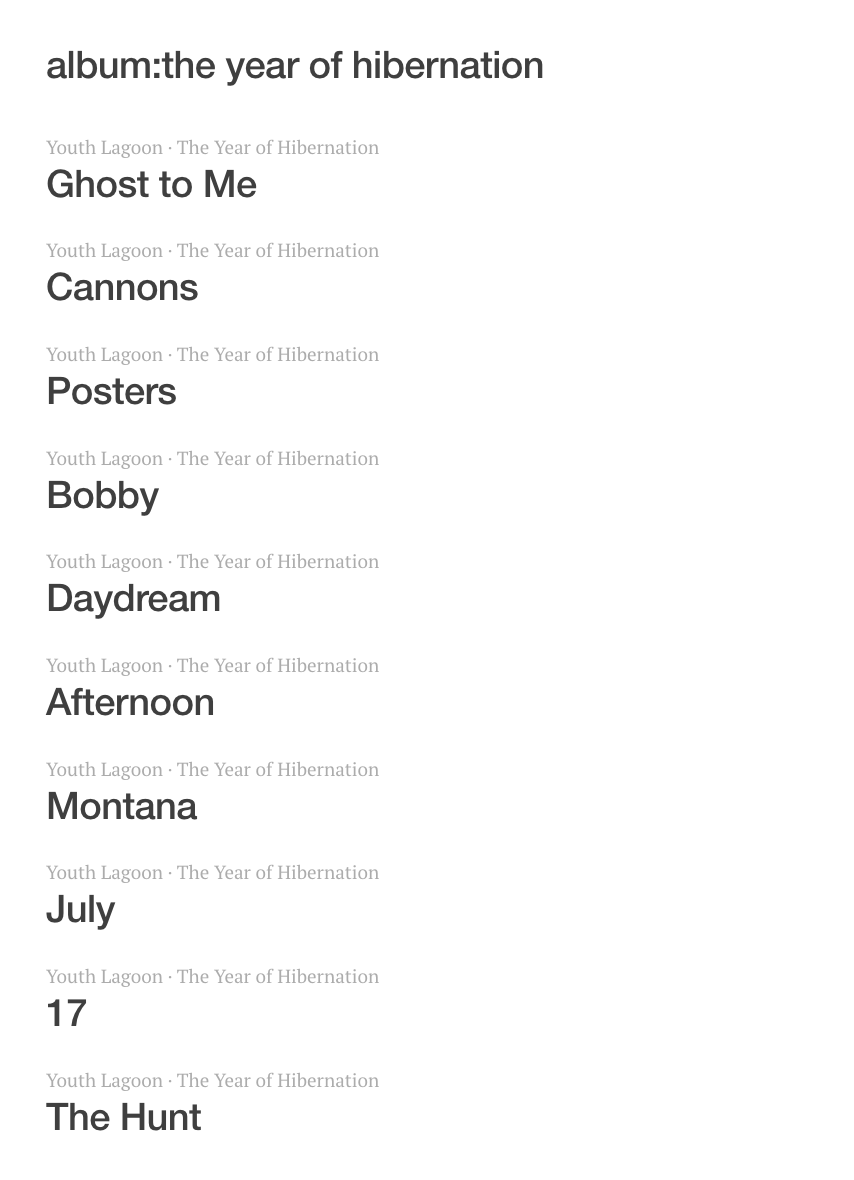 album:the year of hibernation
Youth Lagoon · The Year of Hibernation
Ghost to Me
Youth Lagoon · The Year of Hibernation
Cannons
Youth Lagoon · The Year of Hibernation
Posters
Youth Lagoon · The Year of Hibernation
Bobby
Youth Lagoon · The Year of Hibernation
Daydream
Youth Lagoon · The Year of Hibernation
Afternoon
Youth Lagoon · The Year of Hibernation
Montana
Youth Lagoon · The Year of Hibernation
July
Youth Lagoon · The Year of Hibernation
17
Youth Lagoon · The Year of Hibernation
The Hunt